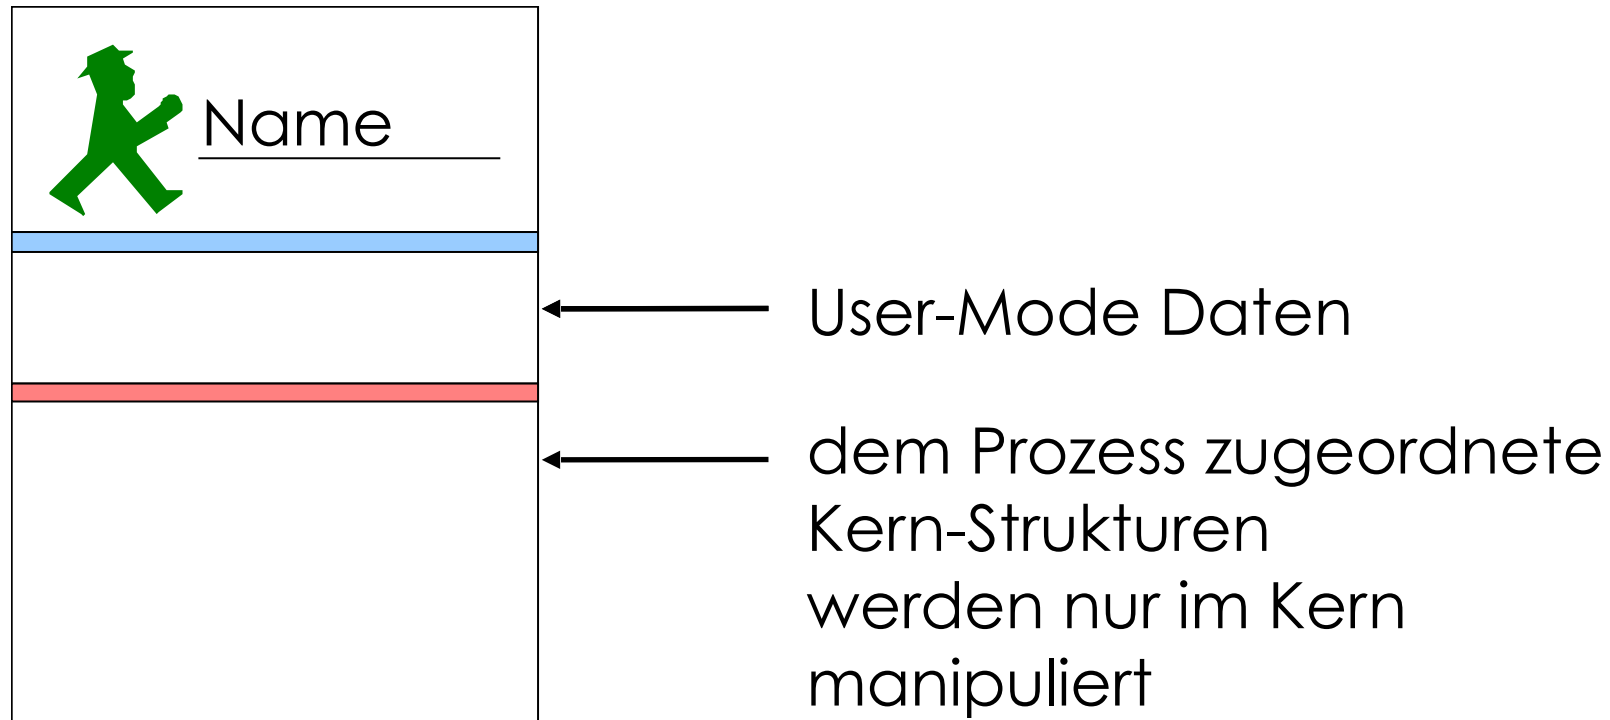 Name
User-Mode Daten
dem Prozess zugeordnete
Kern-Strukturen
werden nur im Kern
manipuliert